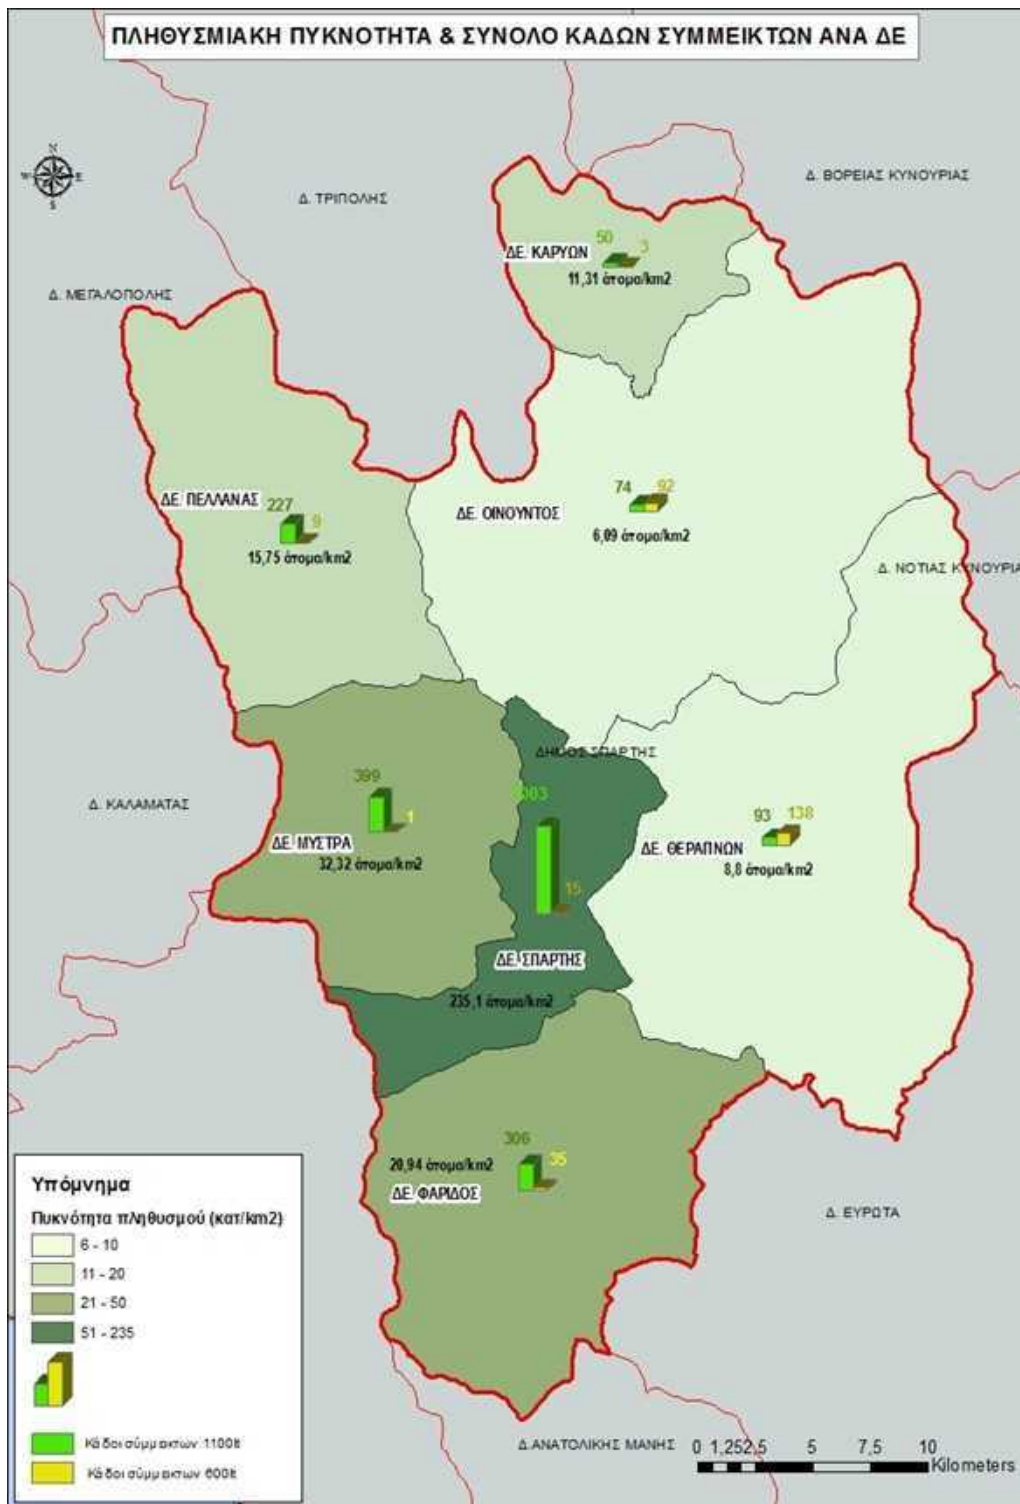 ΠΛΗΘΥΣΜΙΑΚΗ ΠΥΚΝΟΤΗΤΑ & ΣΥΝΟΛΟ ΚΑΔΩΝ ΣΥΜΜΕΙΚΤΩΝ ΑΝΑ ΔΕ
N
W E
S
Δ. ΤΡΙΠΟΛΗΣ
Δ. ΒΟΡΕΙΑΣ ΚΥΝΟΥΡΙΑΣ
Δ. ΜΕΓΑΛΟΠΟΛΗΣ
50 3
ΔΕ. ΚΑΡΥΩΝ
11,31 άτομα/km2
ΔΕ. ΠΕΛΛΑΝΑΣ
227 9
15,75 άτομα/km2
74 92
ΔΕ. ΟΙΝΟΥΝΤΟΣ
6,09 άτομα/km2
Δ. ΝΟΤΙΑΣ ΚΥΝΟΥΡΙΑ
ΔΗΜΟΣ ΣΠΑΡΤΗΣ
Δ. ΚΑΛΑΜΑΤΑΣ
399 1
ΔΕ. ΜΥΣΤΡΑ
32,32 άτομα/km2
003
15
ΔΕ. ΣΠΑΡΤΗΣ
235,1 άτομα/km2
93 138
ΔΕ. ΘΕΡΑΠΝΩΝ
8,8 άτομα/km2
306 35
20,94 άτομα/km2
ΔΕ. ΦΑΡΙΔΟΣ
Δ. ΕΥΡΩΤΑ
Δ.ΑΝΑΤΟΛΙΚΗΣ ΜΑΝΗΣ
Υπόμνημα
Πυκνότητα πληθυσμού (κατ/km2)
6 - 10
11 - 20
21 - 50
51 - 235
Κάδοι σύμμεικτων 1100lt
Κάδοι σύμμεικτων 600lt
0 1,252,5 5 7,5 10
Kilometers